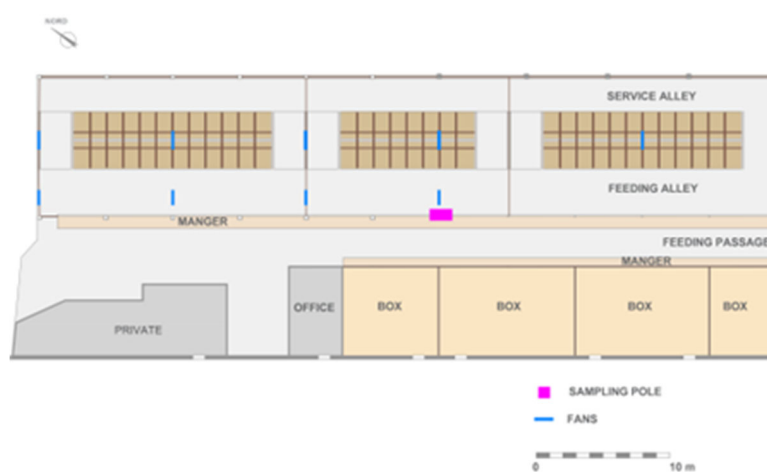 NORD
SERVICE ALLEY
FEEDING ALLEY
MANGER
FEEDING PASSAGE
MANGER
OFFICE
BOX
BOX
BOX
BOX
PRIVATE
SAMPLING POLE
FANS
0
10 m